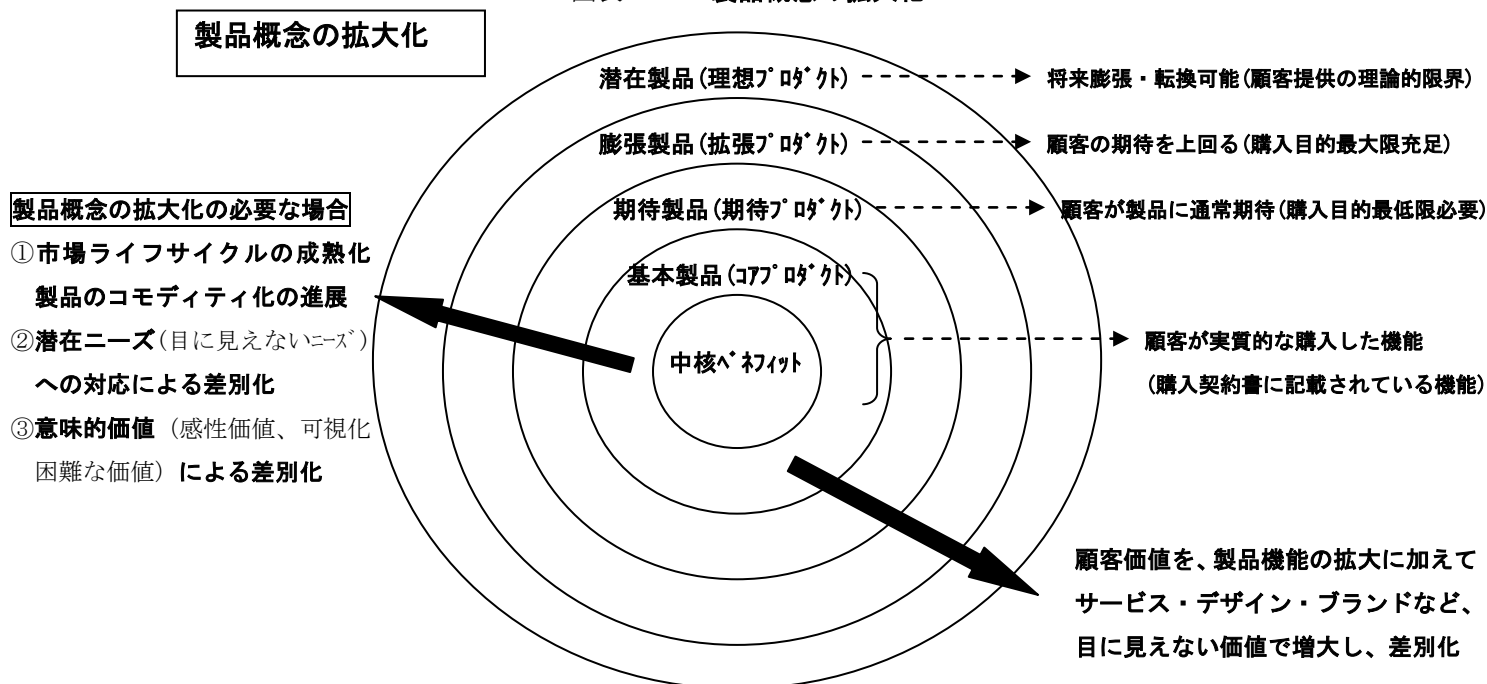 製品概念の拡大化
潜在製品(理想プロダクト)
将来膨張・転換可能(顧客提供の理論的限界)
膨張製品(拡張プロダクト)
顧客の期待を上回る(購入目的最大限充足)
期待製品(期待プロダクト)
顧客が製品に通常期待(購入目的最低限必要)
基本製品(コアプロダクト)
中核ベネフィット
顧客が実質的な購入した機能
(購入契約書に記載されている機能)
製品概念の拡大化の必要な場合
①市場ライフサイクルの成熟化
製品のコモディティ化の進展
②潜在ニーズ(目に見えないニーズ)
への対応による差別化
③意味的価値(感性価値、可視化
困難な価値)による差別化
顧客価値を、製品機能の拡大に加えて
サービス・デザイン・ブランドなど、
目に見えない価値で増大し、差別化